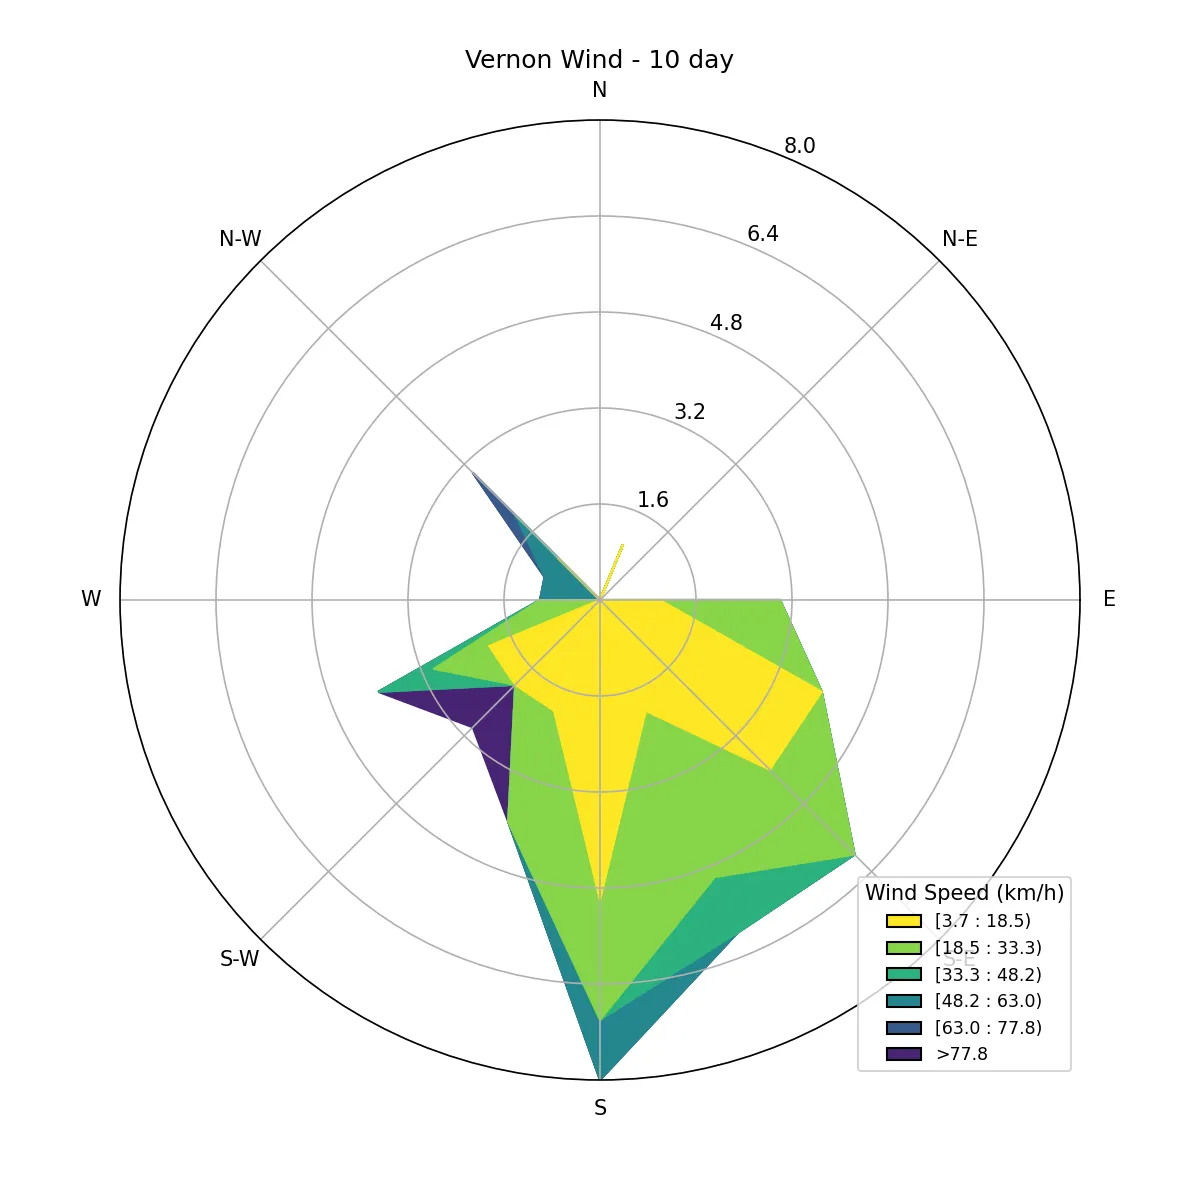 Vernon Wind - 10 day
N
8.0
N-W
6.4
N-E
4.8
3.2
1.6
W
E
Wind Speed (km/h)
[3.7 : 18.5)
[18.5 : 33.3)
S-W
S-E
[33.3 : 48.2)
[48.2 : 63.0)
[63.0 : 77.8)
>77.8
S